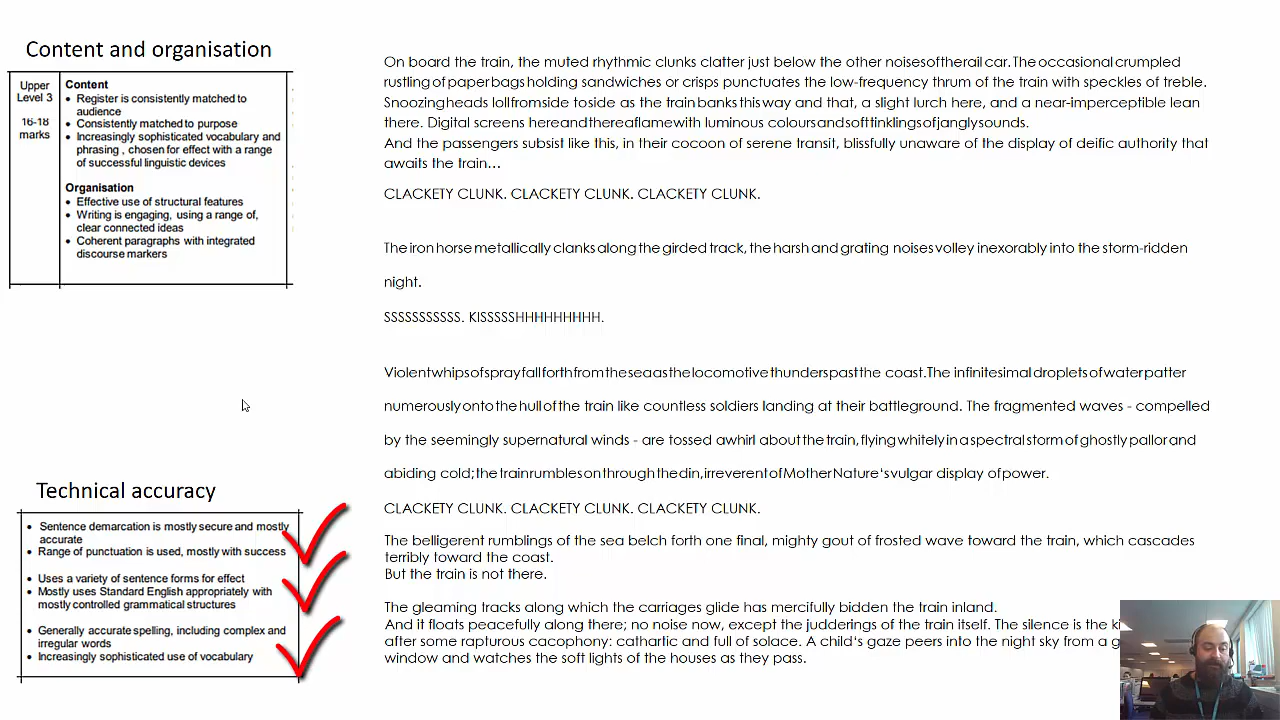 Content and organisation
Upper
Level 3
16-18
marks
Content
• Register is consistently matched to
audience
• Consistently matched to purpose
• Increasingly sophisticated vocabulary and
phrasing , chosen for effect with a range
of successful linguistic devices
Organisation
• Effective use of structural features
• Writing is engaging, using a range of,
clear connected ideas
• Coherent paragraphs with integrated
discourse markers
Technical accuracy
• Sentence demarcation is mostly secure and mostly
accurate
• Range of punctuation is used, mostly with success
• Uses a variety of sentence forms for effect
• Mostly uses Standard English appropriately with
mostly controlled grammatical structures
• Generally accurate spelling, including complex and
irregular words
• Increasingly sophisticated use of vocabulary
On board the train, the muted rhythmic clunks clatter just below the other noises of the rail car. The occasional crumpled
rustling of paper bags holding sandwiches or crisps punctuates the low-frequency thrum of the train with speckles of treble.
Snoozing heads loll from side to side as the train banks this way and that, a slight lurch here, and a near-imperceptible lean
there. Digital screens here and there aflame with luminous colour and soft tinklings of jangly sounds.
And the passengers subsist like this, in their cocoon of serene transit, blissfully unaware of the display of deific authority that
awaits the train…
CLACKETY CLUNK. CLACKETY CLUNK. CLACKETY CLUNK.
The iron horse metallically clanks along the girded track, the harsh and grating noises volley inexorably into the storm-ridden
night.
SSSSSSSSSSS. KISSSSSHHHHHHHHH.
Violent whips of spray fall forth from the sea as the locomotive thunders past the coast. The infinitesimal droplets of water patter
numerously onto the hull of the train like countless soldiers landing at their battleground. The fragmented waves - compelled
by the seemingly supernatural winds - are tossed awhirl about the train, flying whitely in a spectral storm of ghostly pallor and
abiding cold; the train rumbles on through the din, irreverent of Mother Nature's vulgar display of power.
CLACKETY CLUNK. CLACKETY CLUNK. CLACKETY CLUNK.
The belligerent rumblings of the sea belch forth one final, mighty gout of frosted wave toward the train, which cascades
terribly toward the coast.
But the train is not there.
The gleaming tracks along which the carriages glide has mercifully bidden the train inland.
And it floats peacefully along there; no noise now, except the judderings of the train itself. The silence is the
after some rapturous cacophony: cathartic and full of solace. A child's gaze peers into the night sky from a
window and watches the soft lights of the houses as they pass.